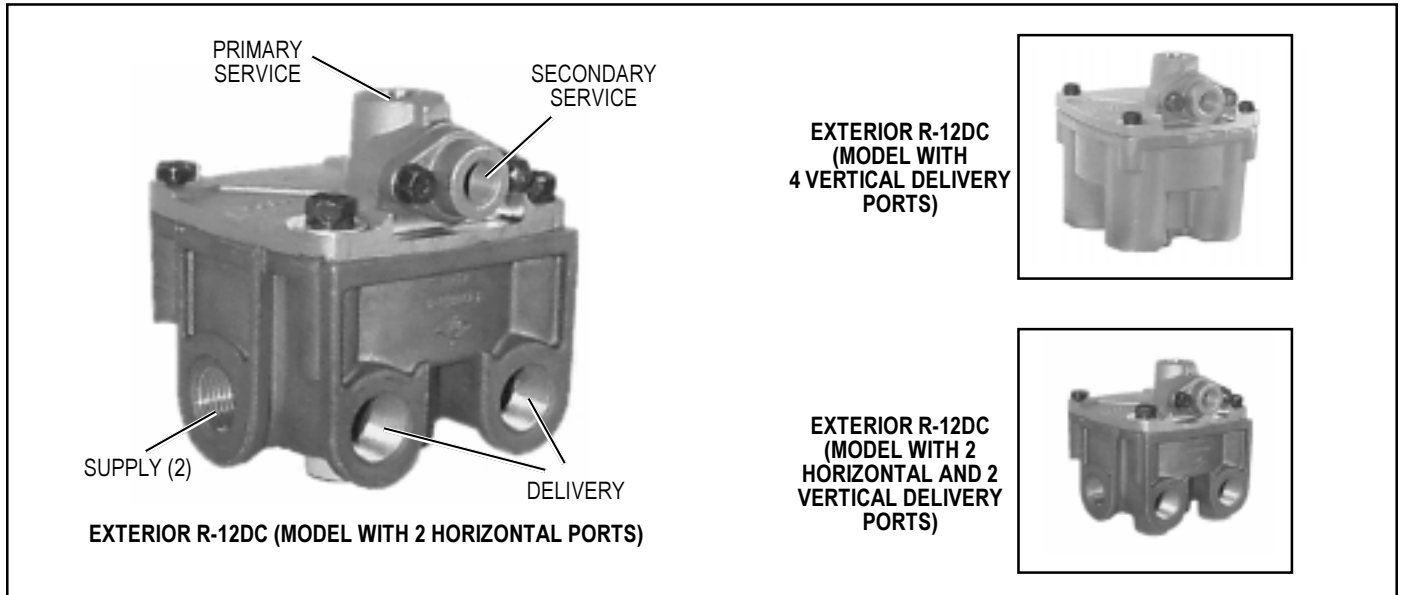 PRIMARY
SERVICE
SECONDARY
SERVICE
SUPPLY (2)
DELIVERY
EXTERIOR R-12DC (MODEL WITH 2 HORIZONTAL PORTS)
EXTERIOR R-12DC
(MODEL WITH
4 VERTICAL DELIVERY
PORTS)
EXTERIOR R-12DC
(MODEL WITH 2
HORIZONTAL AND 2
VERTICAL DELIVERY
PORTS)